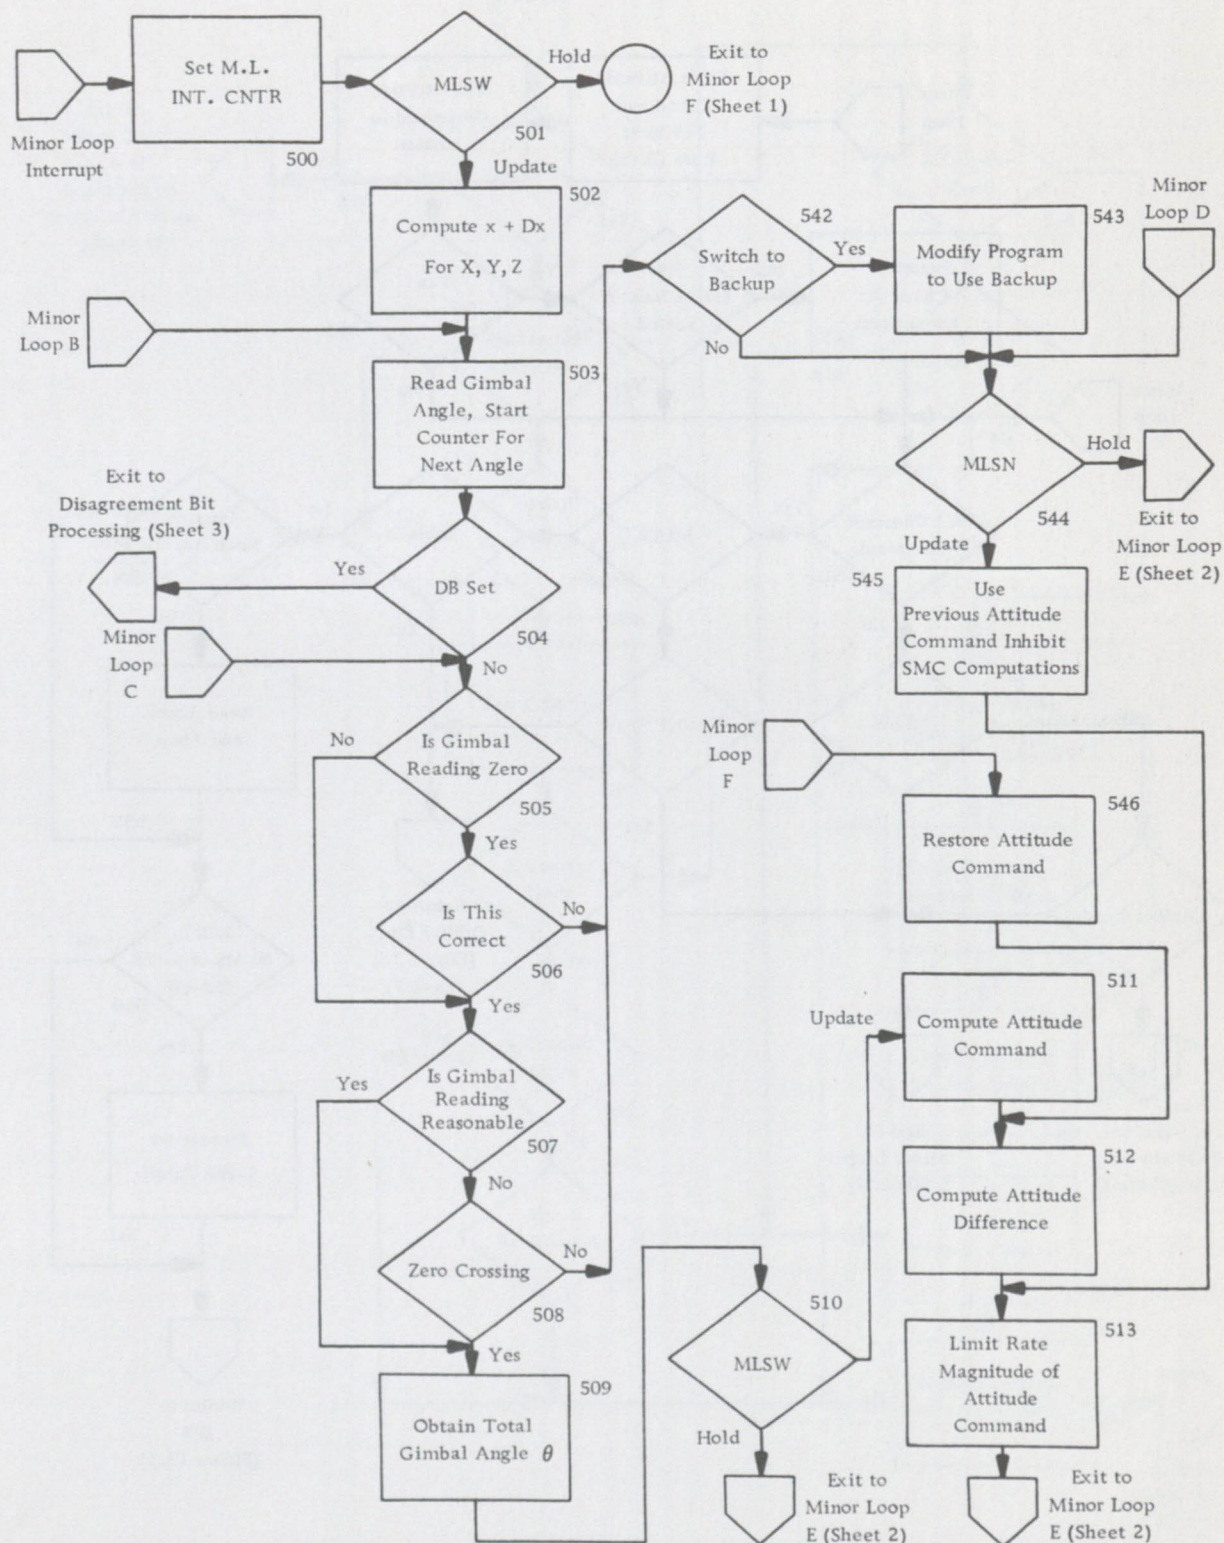 Minor Loop
Interrupt
Set M.L.
INT. CNTR
500
MLSW
501
Hold
Exit to
Minor Loop
F (Sheet 1)
Update
502
Compute x + Dx
For X, Y, Z
Minor
Loop B
503
Read Gimbal
Angle, Start
Counter For
Next Angle
Exit to
Disagreement Bit
Processing (Sheet 3)
Yes
DB Set
504
Minor
Loop
C
No
No
Is Gimbal
Reading Zero
505
Yes
Is This
Correct
No
506
Yes
Yes
Is Gimbal
Reading
Reasonable
507
No
Zero Crossing
No
508
Yes
509
Obtain Total
Gimbal Angle θ
542
Switch to
Backup
Yes
No
543
Modify Program
to Use Backup
Minor
Loop D
MLSN
Hold
544
Exit to
Minor Loop
E (Sheet 2)
Update
545
Use
Previous Attitude
Command Inhibit
SMC Computations
Minor
Loop
F
546
Restore Attitude
Command
511
Update
Compute Attitude
Command
512
Compute Attitude
Difference
510
MLSW
Hold
Exit to
Minor Loop
E (Sheet 2)
513
Limit Rate
Magnitude of
Attitude
Command
Exit to
Minor Loop
E (Sheet 2)